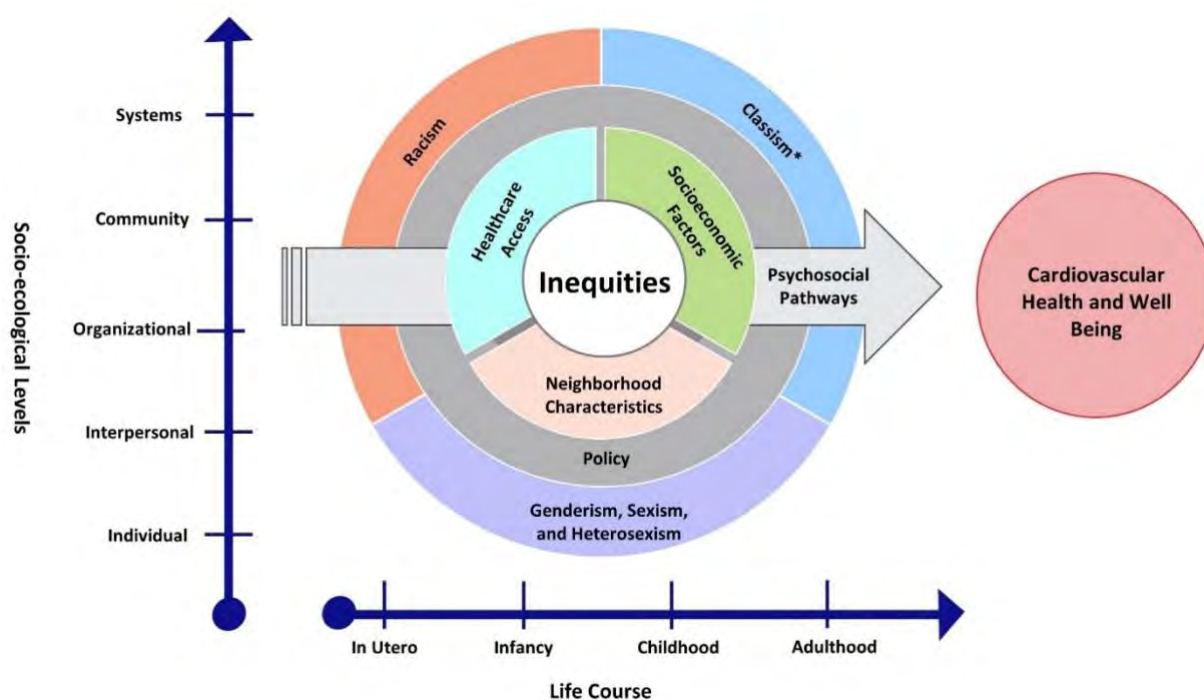 Systems
Community
Organizational
Interpersonal
Individual
Socio-ecological Levels
Racism
Classism*
Healthcare
Access
Socioeconomic
Factors
Inequities
Psychosocial
Pathways
Neighborhood
Characteristics
Policy
Genderism, Sexism,
and Heterosexism
Cardiovascular
Health and Well
Being
In Utero
Infancy
Childhood
Adulthood
Life Course